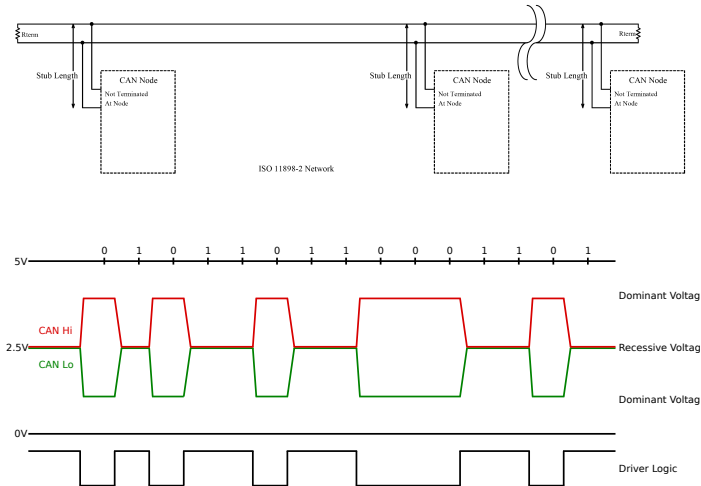 Rterm
Rterm
Stub Length
Stub Length
Stub Length
CAN Node
Not Terminated
At Node
CAN Node
Not Terminated
At Node
CAN Node
Not Terminated
At Node
ISO 11898-2 Network
0 1 0 1 1 0 1 1 0 0 0 1 1 0 1
5V
Dominant Voltag
CAN Hi
2.5V
Recessive Voltag
CAN Lo
Dominant Voltag
0V
Driver Logic